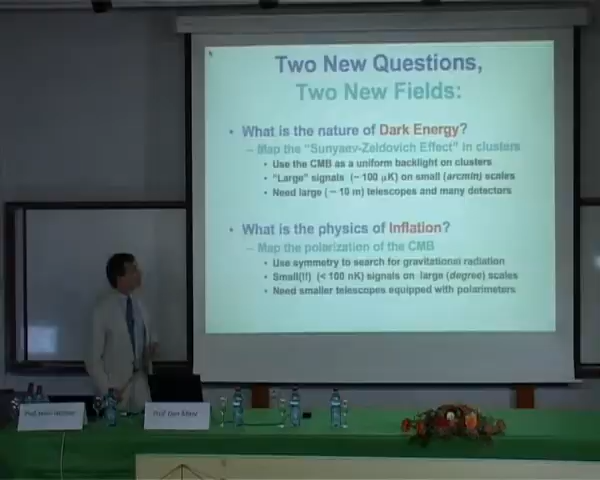 Two New Questions,
Two New Fields:
• What is the nature of Dark Energy?
– Map the "Sunyaev-Zeldovich Effect" in clusters
• Use the CMB as a uniform backlight on clusters
• "Large" signals (~ 100 µK) on small (arcmin) scales
• Need large (~ 10 m) telescopes and many detectors
• What is the physics of Inflation?
– Map the polarization of the CMB
• Use symmetry to search for gravitational radiation
• Small(!!) (< 100 nK) signals on large (degree) scales
• Need smaller telescopes equipped with polarimeters
Prof.
Prof.